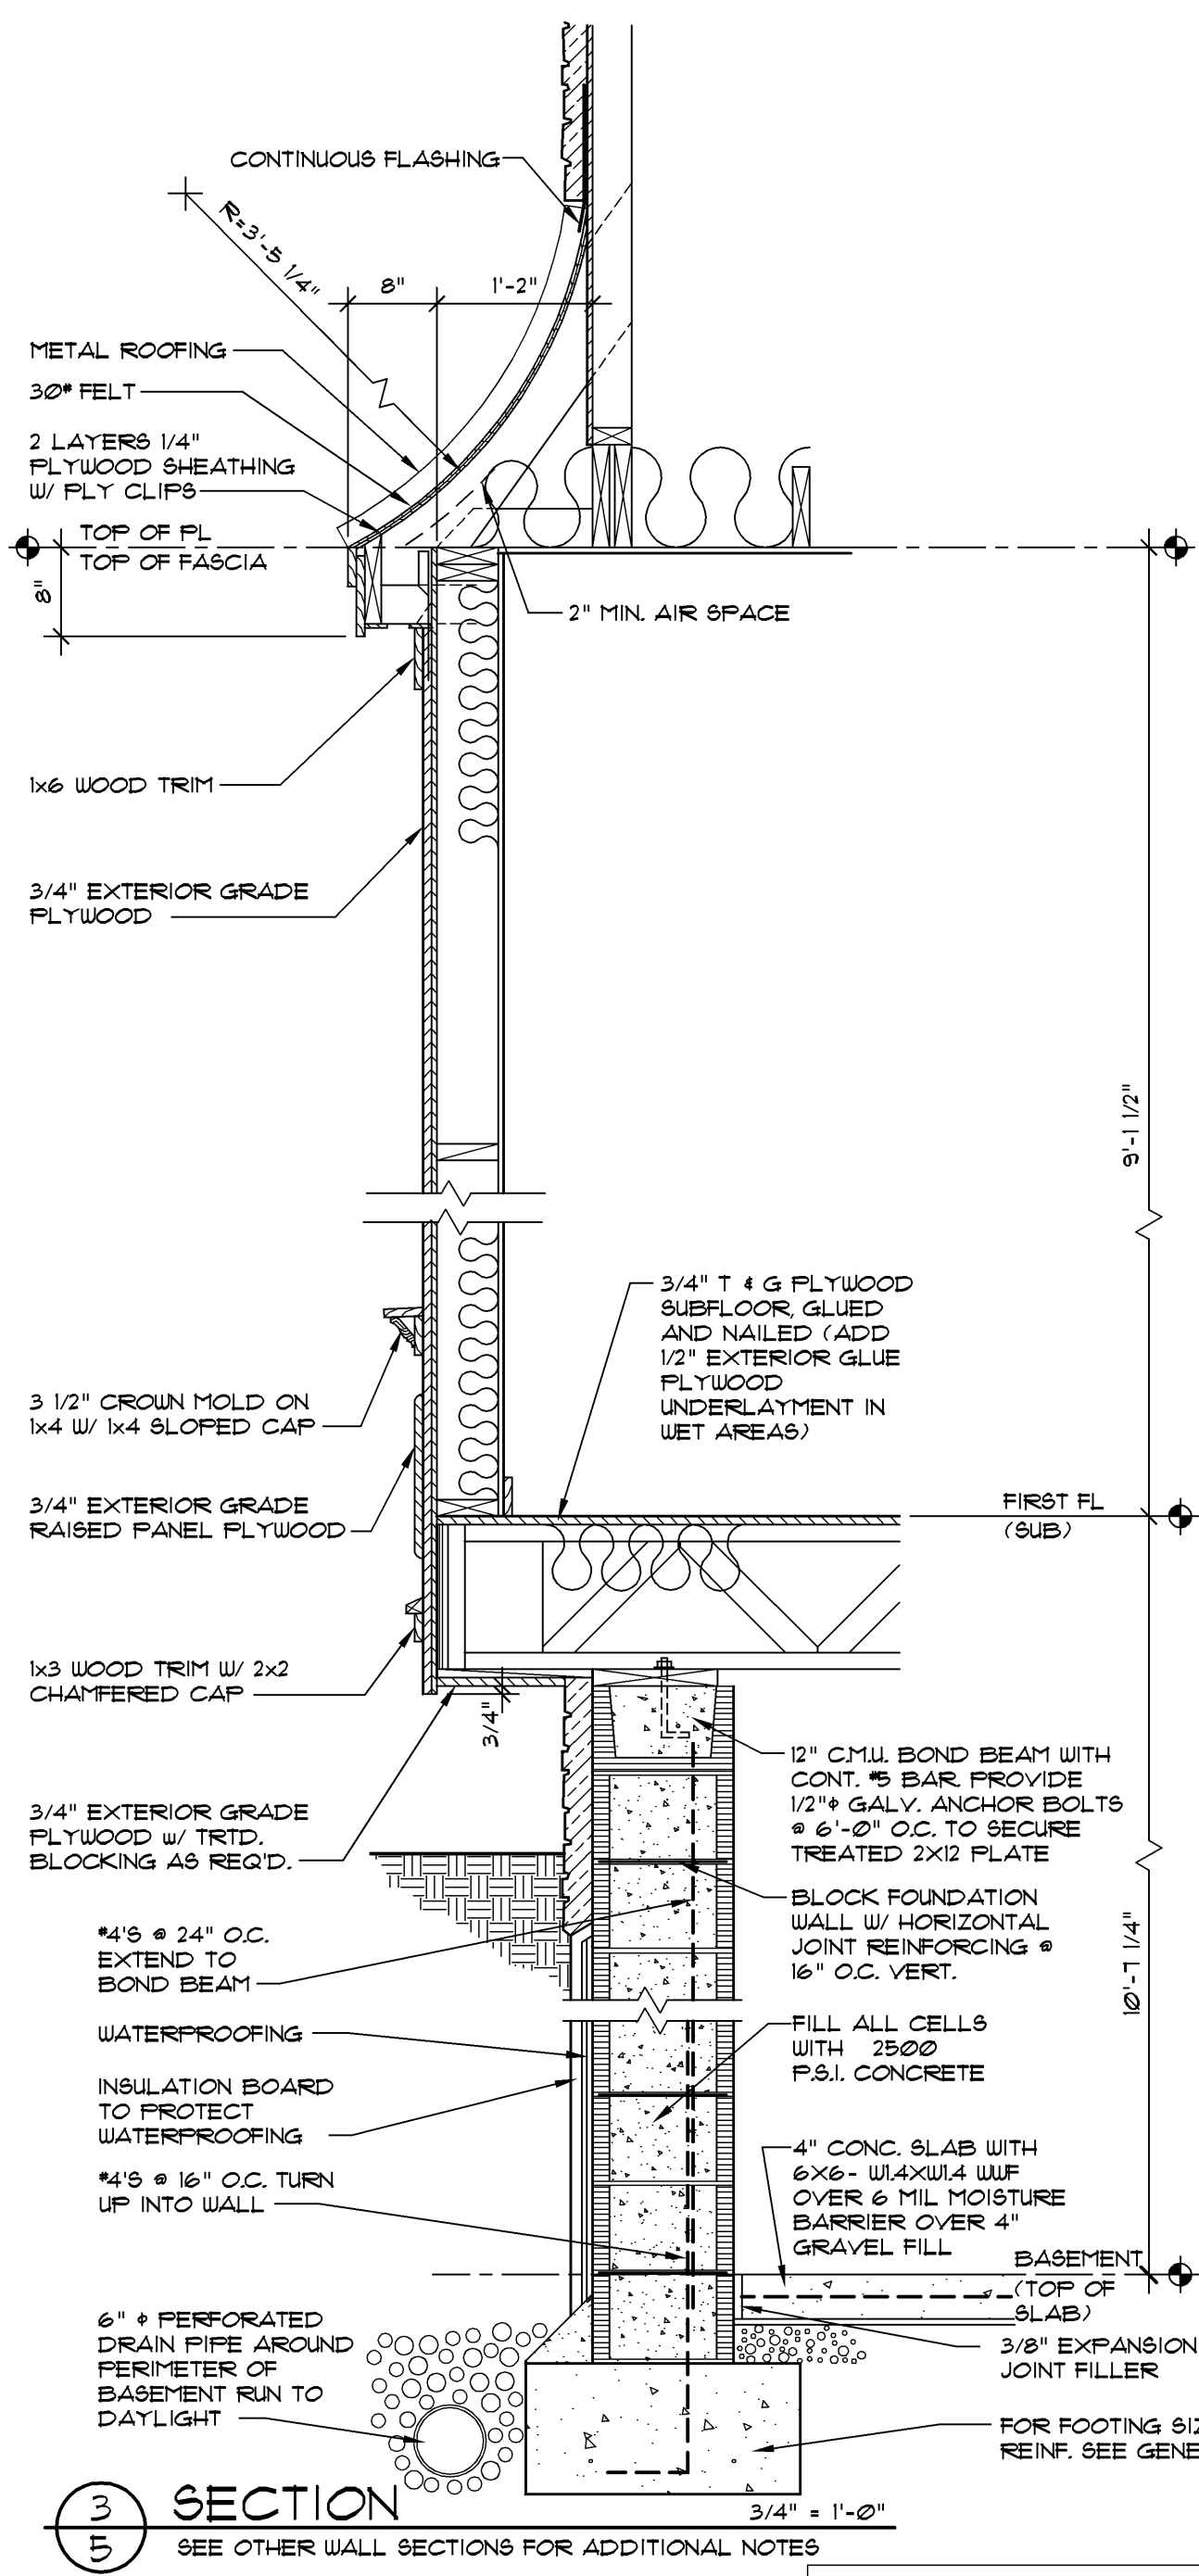 CONTINUOUS FLASHING
R=3'-5 1/4"
8"
1'-2"
METAL ROOFING
30# FELT
2 LAYERS 1/4"
PLYWOOD SHEATHING
W/ PLY CLIPS
TOP OF PL
TOP OF FASCIA
8"
2" MIN. AIR SPACE
1x6 WOOD TRIM
3/4" EXTERIOR GRADE
PLYWOOD
9'-1 1/2"
3/4" T & G PLYWOOD
SUBFLOOR, GLUED
AND NAILED (ADD
1/2" EXTERIOR GLUE
PLYWOOD
UNDERLAYMENT IN
WET AREAS)
3 1/2" CROWN MOLD ON
1x4 W/ 1x4 SLOPED CAP
3/4" EXTERIOR GRADE
RAISED PANEL PLYWOOD
FIRST FL
(SUB)
1x3 WOOD TRIM W/ 2x2
CHAMFERED CAP
3/4"
12" C.M.U. BOND BEAM WITH
CONT. #5 BAR. PROVIDE
1/2"ϕ GALV. ANCHOR BOLTS
@ 6'-0" O.C. TO SECURE
TREATED 2X12 PLATE
3/4" EXTERIOR GRADE
PLYWOOD w/ TRTD.
BLOCKING AS REQ'D.
BLOCK FOUNDATION
WALL W/ HORIZONTAL
JOINT REINFORCING @
16" O.C. VERT.
#4'S @ 24" O.C.
EXTEND TO
BOND BEAM
10'-7 1/4"
WATERPROOFING
FILL ALL CELLS
WITH 2500
P.S.I. CONCRETE
INSULATION BOARD
TO PROTECT
WATERPROOFING
4" CONC. SLAB WITH
6X6- W1.4XW1.4 WWF
OVER 6 MIL MOISTURE
BARRIER OVER 4"
GRAVEL FILL
#4'S @ 16" O.C. TURN
UP INTO WALL
BASEMENT
(TOP OF
SLAB)
6" ϕ PERFORATED
DRAIN PIPE AROUND
PERIMETER OF
BASEMENT RUN TO
DAYLIGHT
3/8" EXPANSION
JOINT FILLER
FOR FOOTING SIZ
REINF. SEE GENE
3
5
SECTION
3/4" = 1'-0"
SEE OTHER WALL SECTIONS FOR ADDITIONAL NOTES